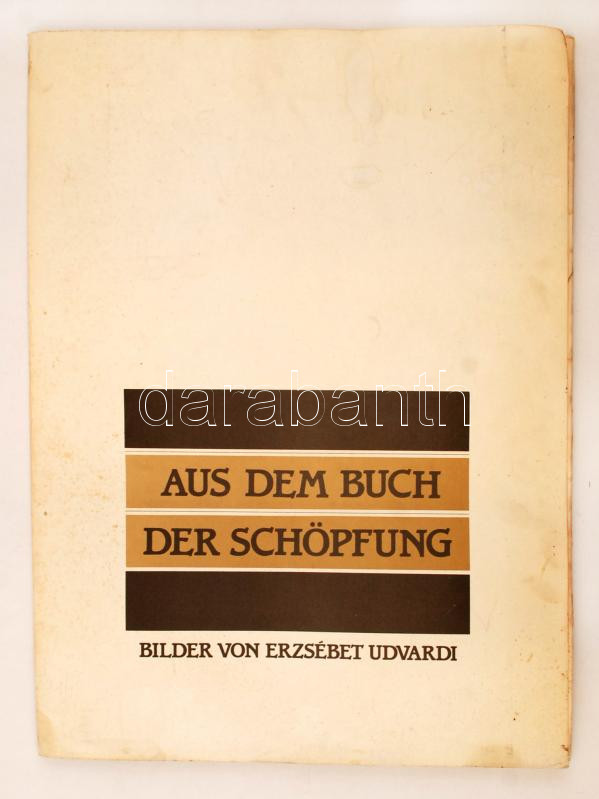 darabanth
AUS DEM BUCH
DER SCHÖPFUNG
BILDER VON ERZSÉBET UDVARDI